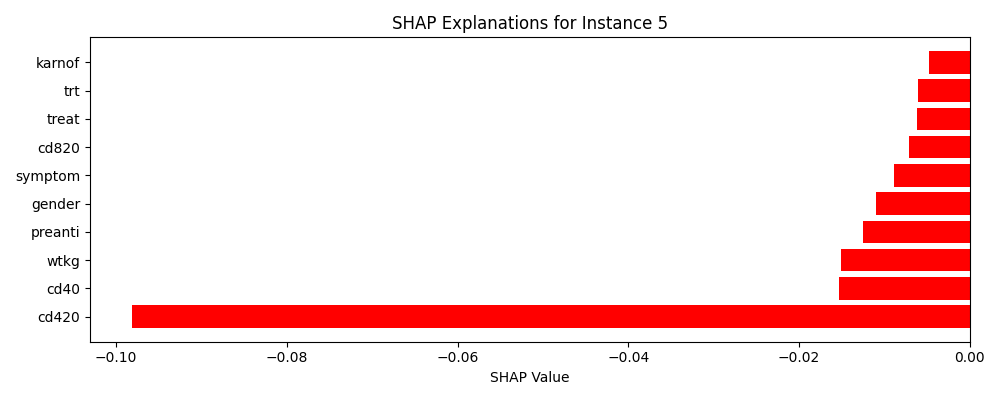 SHAP Explanations for Instance 5
karnof
trt
treat
cd820
symptom
gender
preanti
wtkg
cd40
cd420
−0.10 −0.08 −0.06 −0.04 −0.02 0.00
SHAP Value